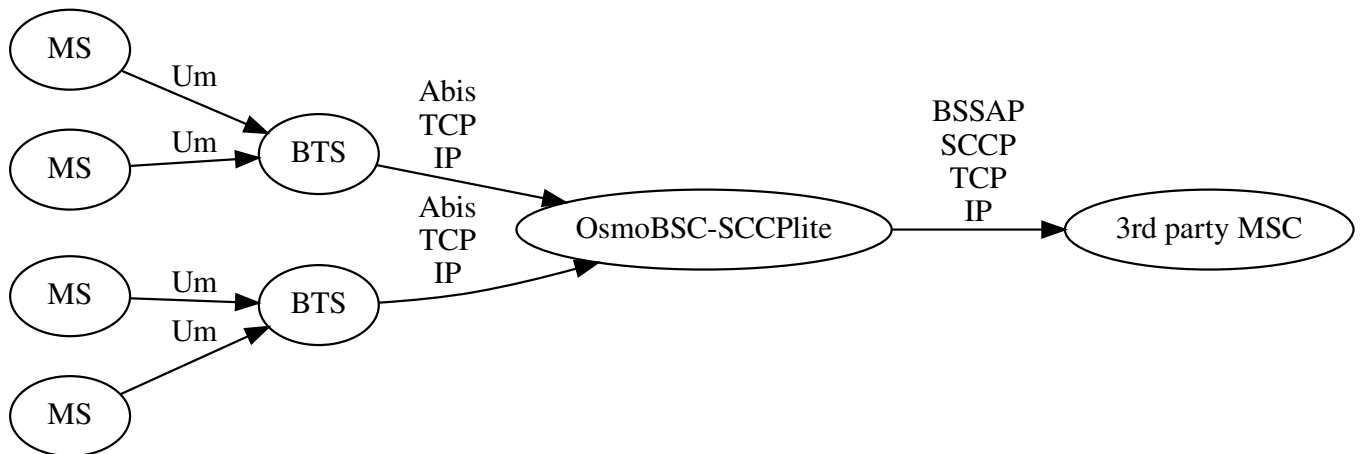 MS
Um
MS
Um
BTS
Abis
TCP
IP
MS
Um
MS
Um
BTS
Abis
TCP
IP
OsmoBSC-SCCPlite
BSSAP
SCCP
TCP
IP
3rd party MSC